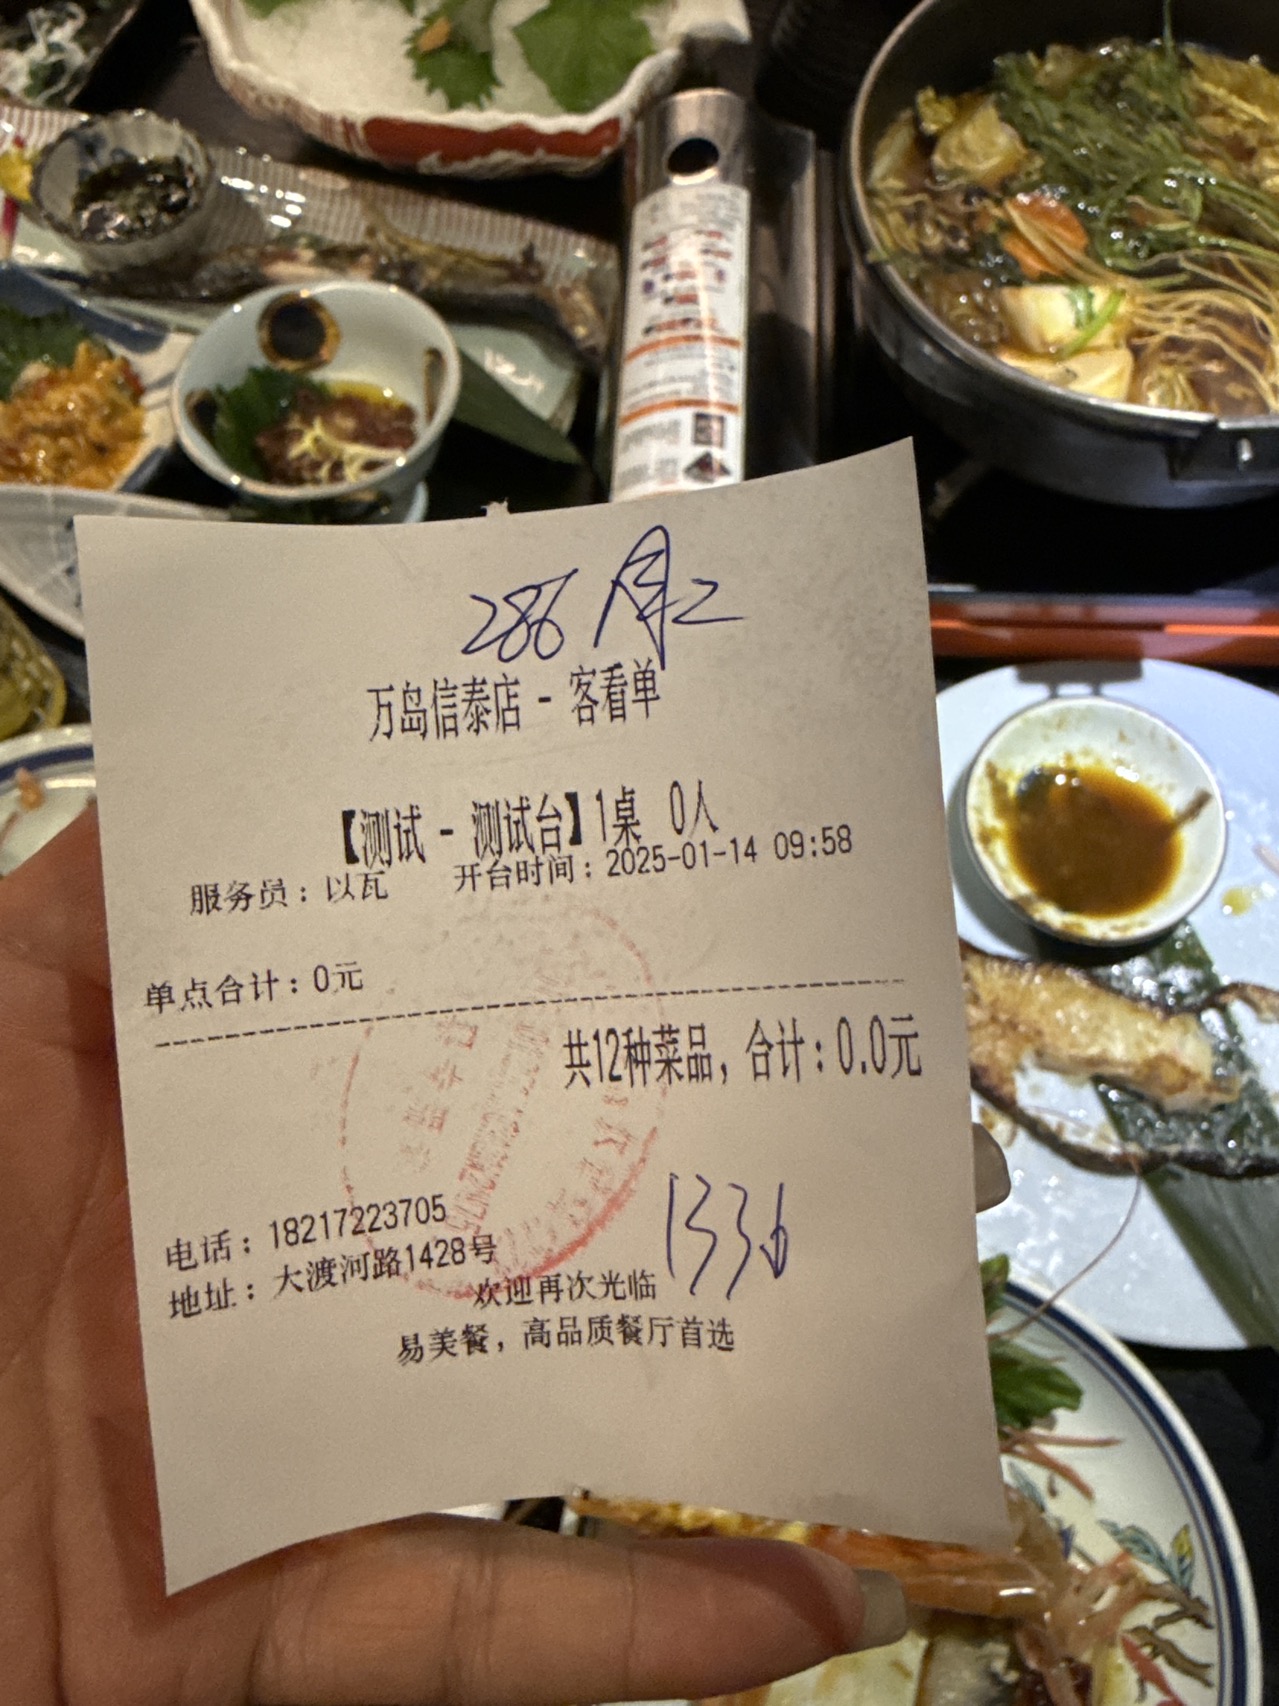 286 月2
万岛信泰店 - 客看单
【测试 - 测试台】1桌 0人
服务员：以瓦 开台时间：2025-01-14 09:58
单点合计：0元
共12种菜品，合计：0.0元
1336
电话：18217223705
地址：大渡河路1428号
欢迎再次光临
易美餐，高品质餐厅首选